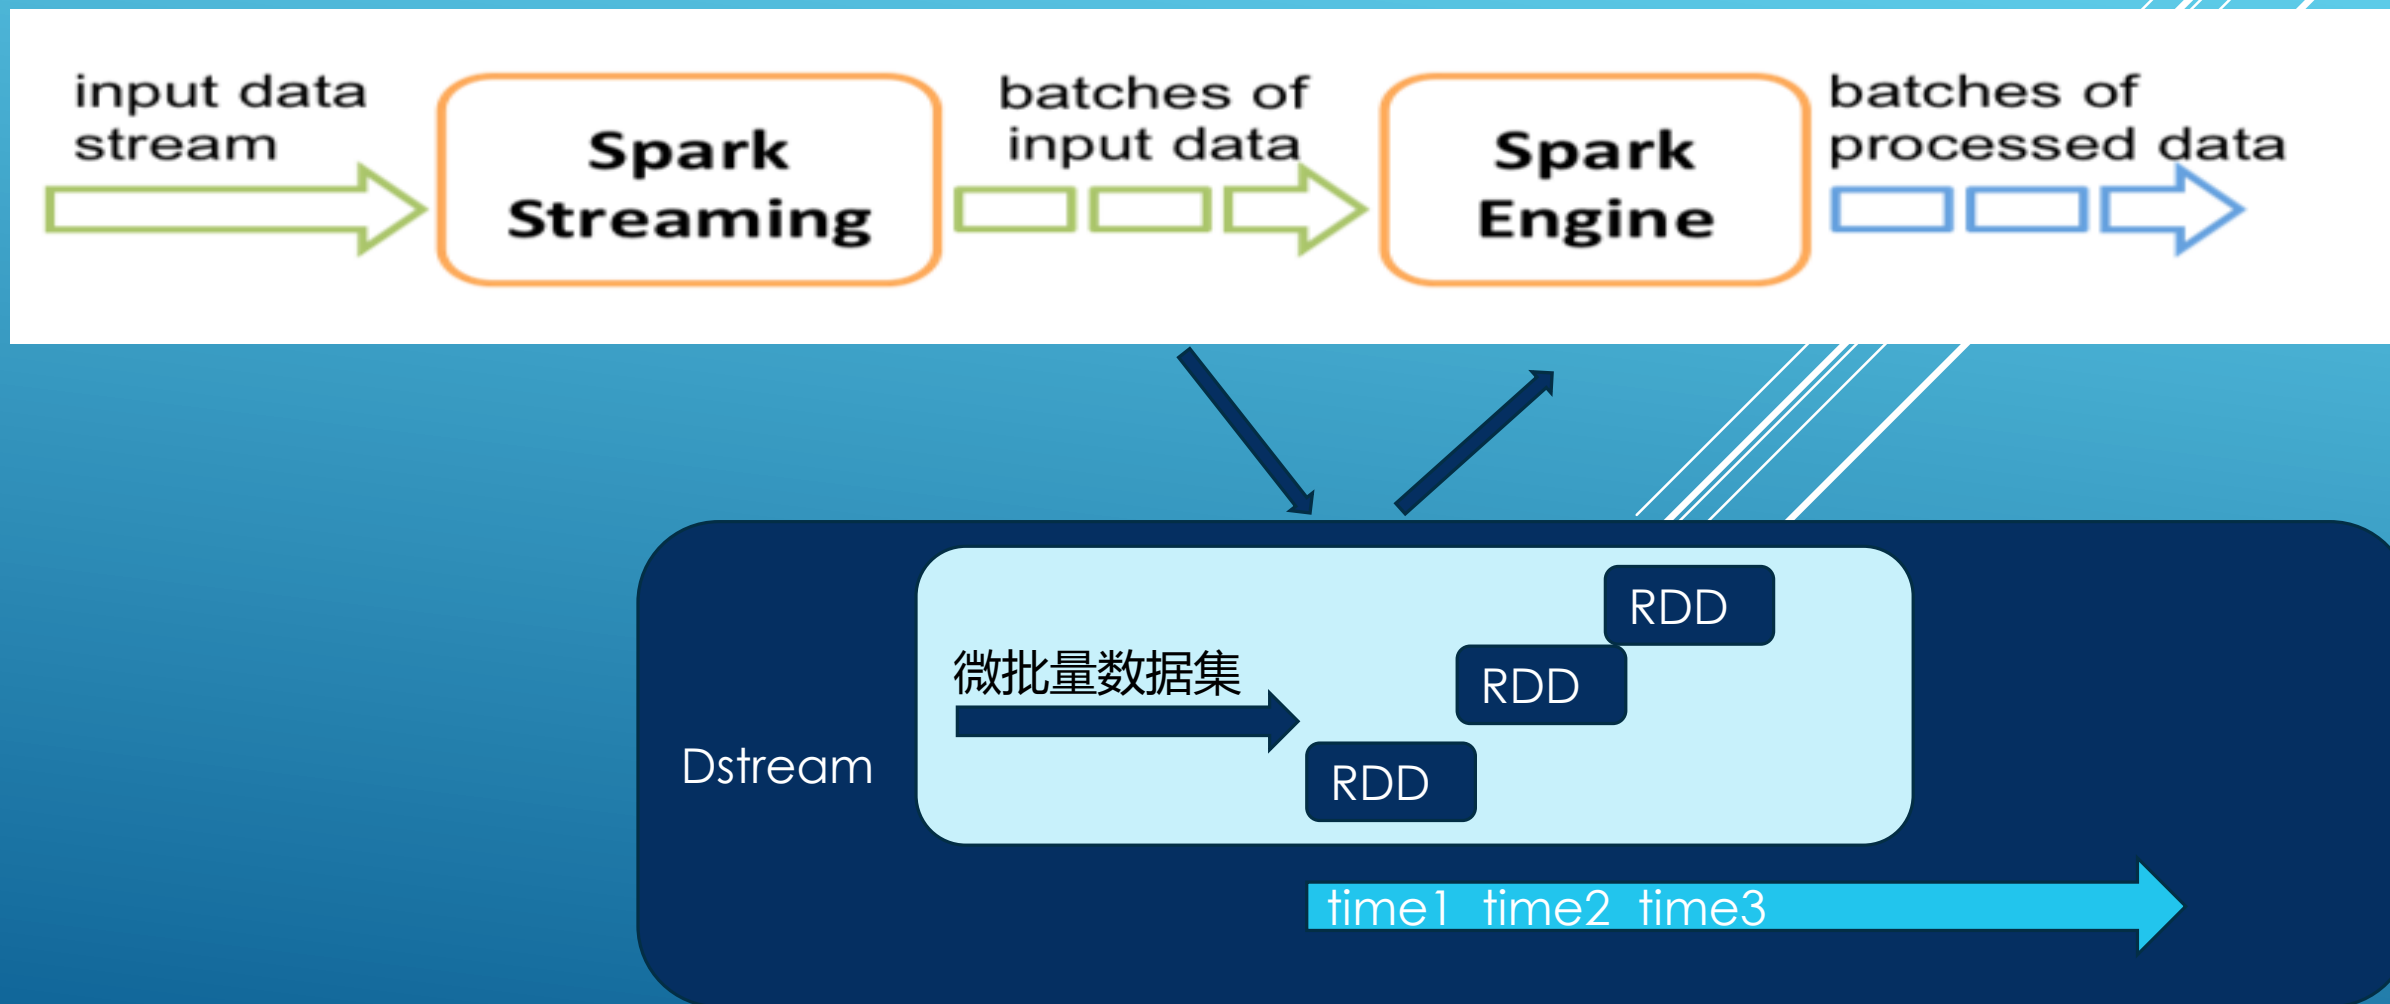 input data
stream
Spark
Streaming
batches of
input data
Spark
Engine
batches of
processed data
RDD
微批量数据集
RDD
Dstream
RDD
time1 time2 time3